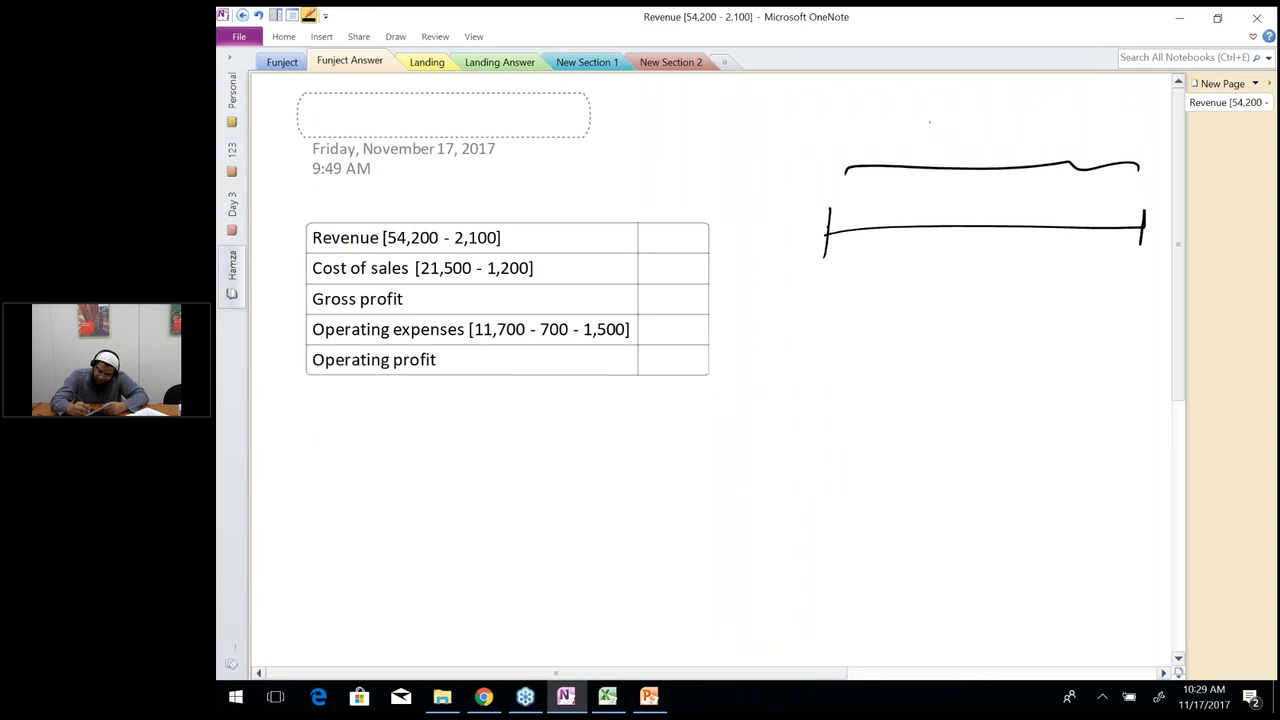 Revenue [54,200 - 2,100] - Microsoft OneNote
File Home Insert Share Draw Review View
Funject Funject Answer Landing Landing Answer New Section 1 New Section 2 Search All Notebooks (Ctrl+E)
New Page
Revenue [54,200 -
Personal
123
Day 3
Hamza
Friday, November 17, 2017
9:49 AM
Revenue [54,200 - 2,100]
Cost of sales [21,500 - 1,200]
Gross profit
Operating expenses [11,700 - 700 - 1,500]
Operating profit
10:29 AM
11/17/2017
2